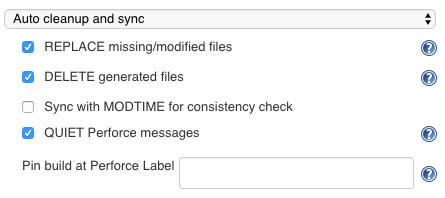 Auto cleanup and sync
REPLACE missing/modified files
DELETE generated files
Sync with MODTIME for consistency check
QUIET Perforce messages
Pin build at Perforce Label